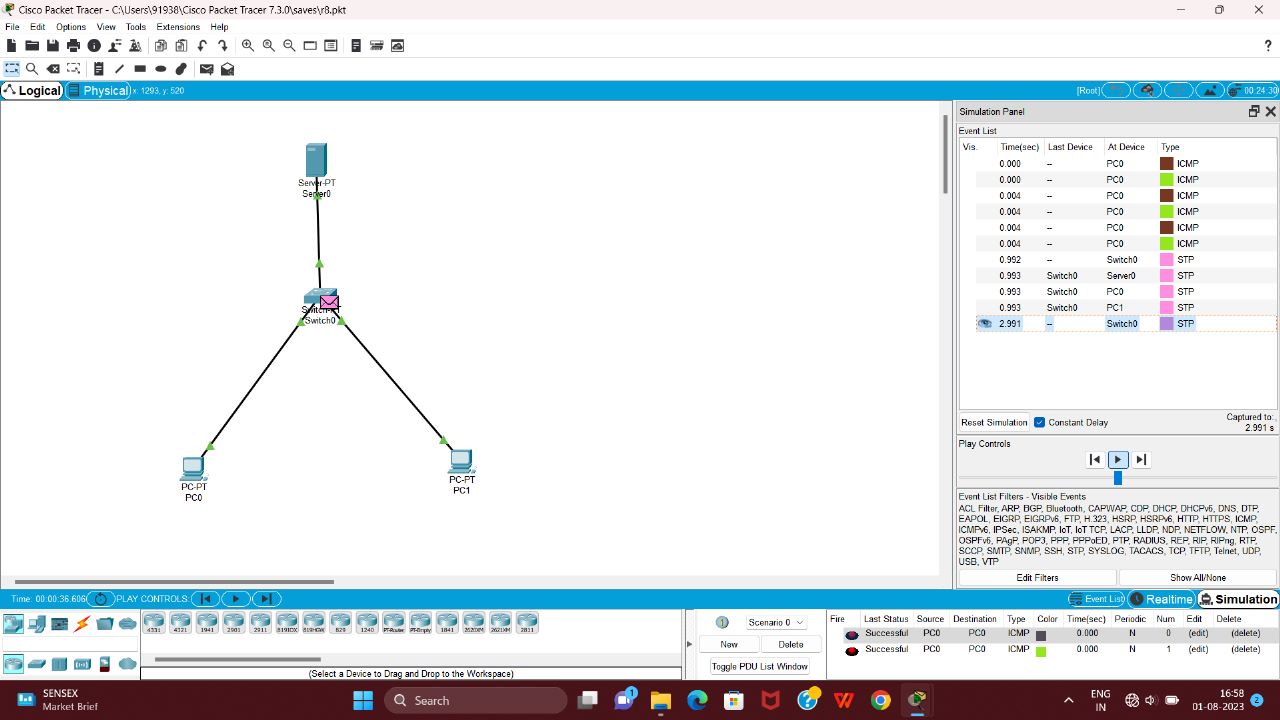 Cisco Packet Tracer - C:\Users\91938\Cisco Packet Tracer 7.3.0\saves\r8.pkt
File Edit Options View Tools Extensions Help
?
Logical Physical x: 1293, y: 520 [Root] 00:24:30
Server-PT
Server0
Switch0
PC-PT
PC0
PC-PT
PC1
Simulation Panel
Event List
Vis. Time(sec) Last Device At Device Type
0.000 -- PC0 ICMP
0.000 -- PC0 ICMP
0.004 -- PC0 ICMP
0.004 -- PC0 ICMP
0.004 -- PC0 ICMP
0.004 -- PC0 ICMP
0.992 -- Switch0 STP
0.993 Switch0 Server0 STP
0.993 Switch0 PC0 STP
0.993 Switch0 PC1 STP
2.991 -- Switch0 STP
Reset Simulation Constant Delay Captured to:
2.991 s
Play Controls
Event List Filters - Visible Events
ACL Filter, ARP, BGP, Bluetooth, CAPWAP, CDP, DHCP, DHCPv6, DNS, DTP,
EAPOL, EIGRP, EIGRPv6, FTP, H.323, HSRP, HSRPv6, HTTP, HTTPS, ICMP,
ICMPv6, IPSec, ISAKMP, IoT, IoT TCP, LACP, LLDP, NDP, NETFLOW, NTP, OSPF,
OSPFv6, PAgP, POP3, PPP, PPPoED, PTP, RADIUS, REP, RIP, RIPng, RTP,
SCCP, SMTP, SNMP, SSH, STP, SYSLOG, TACACS, TCP, TFTP, Telnet, UDP,
USB, VTP
Edit Filters Show All/None
Time: 00:00:36.606 PLAY CONTROLS: Event List Realtime Simulation
4331 4321 1941 2901 2911 819IOX 819HGW 829 1240 PT-Router PT-Empty 1841 2620XM 2621XM 2811
(Select a Device to Drag and Drop to the Workspace)
Scenario 0
New Delete
Toggle PDU List Window
Fire Last Status Source Destination Type Color Time(sec) Periodic Num Edit Delete
Successful PC0 PC0 ICMP 0.000 N 0 (edit) (delete)
Successful PC0 PC0 ICMP 0.000 N 1 (edit) (delete)
SENSEX
Market Brief
Search
1
ENG
IN
16:58
01-08-2023
2